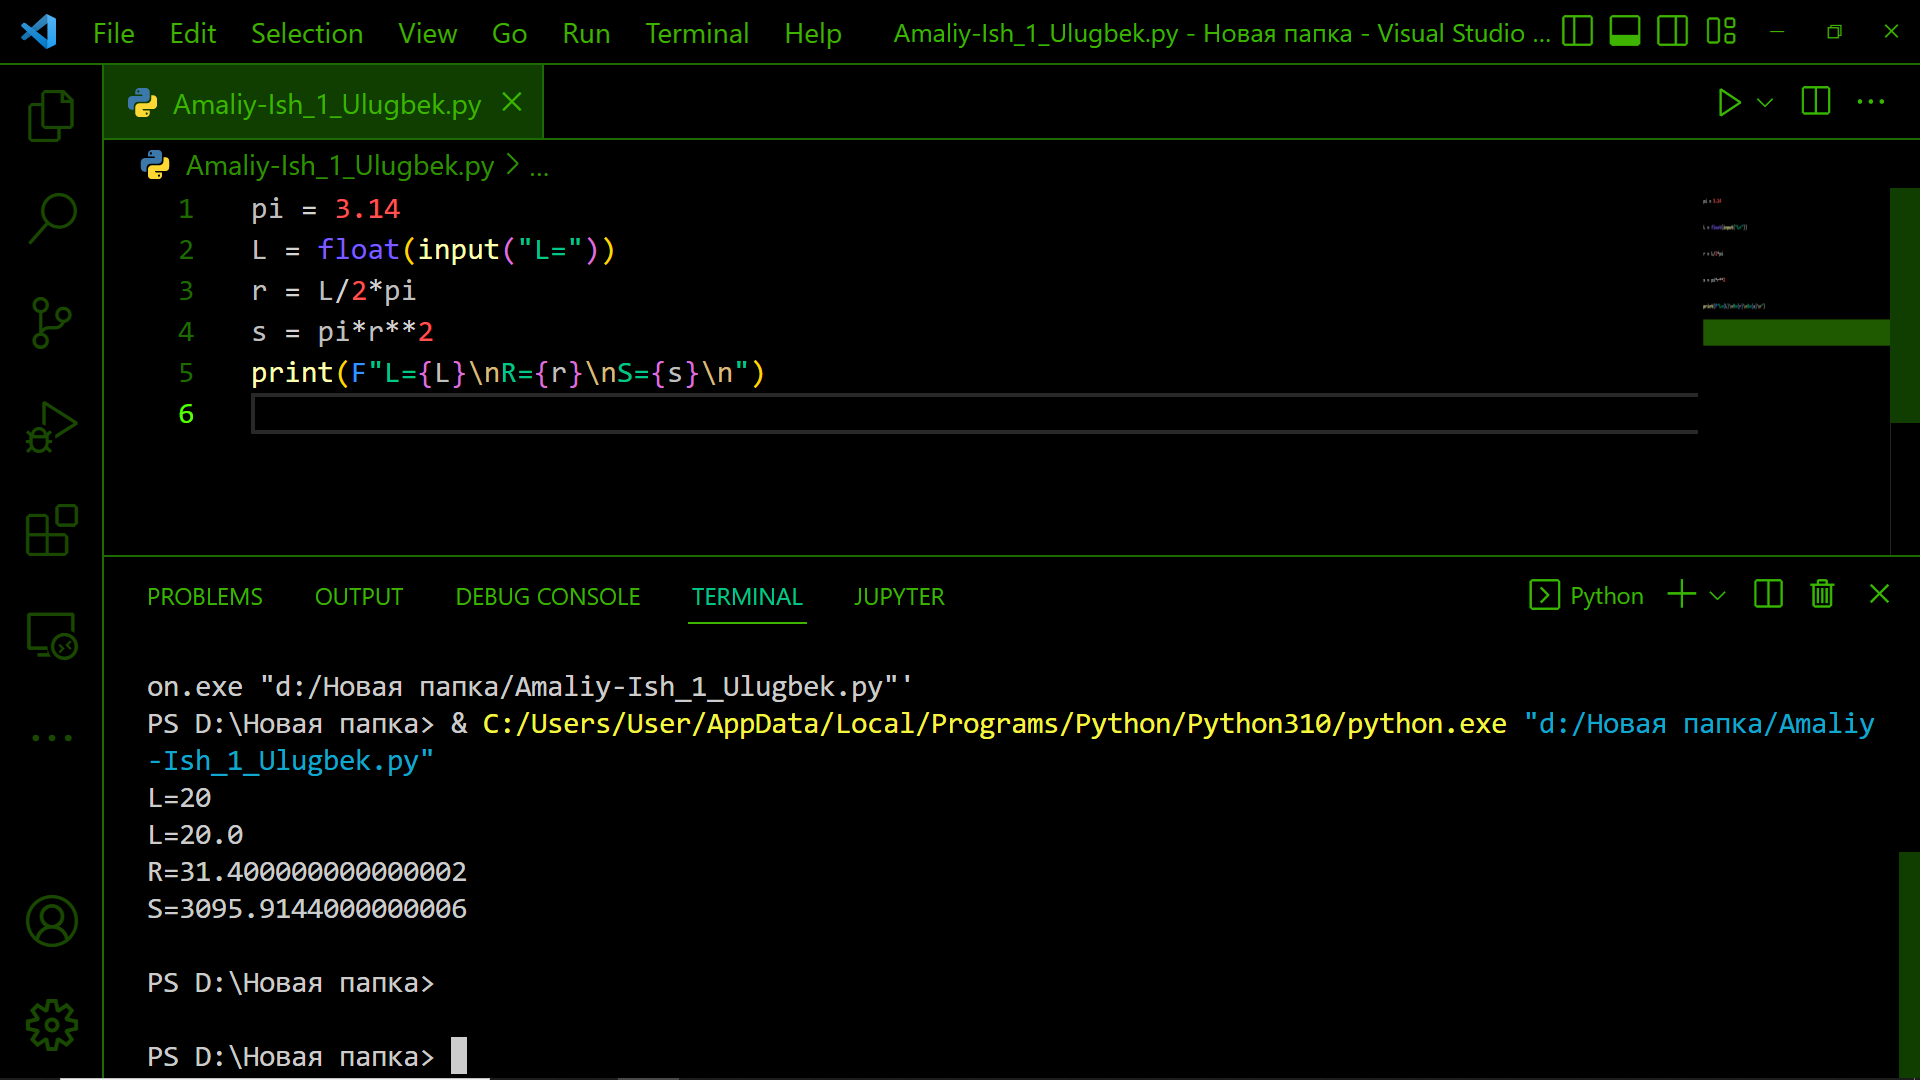 File Edit Selection View Go Run Terminal Help Amaliy-Ish_1_Ulugbek.py - Новая папка - Visual Studio ...
Amaliy-Ish_1_Ulugbek.py
Amaliy-Ish_1_Ulugbek.py > ...
1 pi = 3.14
2 L = float(input("L="))
3 r = L/2*pi
4 s = pi*r**2
5 print(F"L={L}\nR={r}\nS={s}\n")
6
PROBLEMS OUTPUT DEBUG CONSOLE TERMINAL JUPYTER Python
on.exe "d:/Новая папка/Amaliy-Ish_1_Ulugbek.py"'
PS D:\Новая папка> & C:/Users/User/AppData/Local/Programs/Python/Python310/python.exe "d:/Новая папка/Amaliy
-Ish_1_Ulugbek.py"
L=20
L=20.0
R=31.400000000000002
S=3095.9144000000006
PS D:\Новая папка>
PS D:\Новая папка>